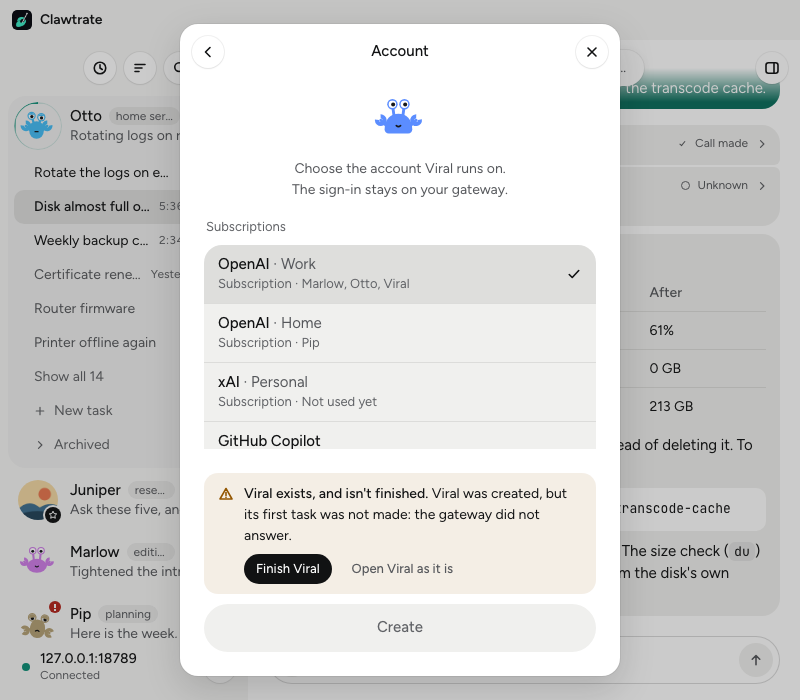 Clawtrate
Account
the transcode cache.
Otto home ser...
Rotating logs on
Call made
Choose the account Viral runs on.
The sign-in stays on your gateway.
Rotate the logs on e...
Unknown
Disk almost full o... 5:36
Subscriptions
Weekly backup c... 2:34
OpenAI · Work
Subscription · Marlow, Otto, Viral
Certificate rene... Yeste
After
Router firmware
OpenAI · Home
Subscription · Pip
61%
Printer offline again
0 GB
Show all 14
xAI · Personal
Subscription · Not used yet
213 GB
+ New task
GitHub Copilot
Archived
ead of deleting it. To
Juniper rese...
Ask these five, an
Viral exists, and isn't finished. Viral was created, but
its first task was not made: the gateway did not
answer.
transcode-cache
Marlow editi...
Tightened the intr
The size check ( du )
m the disk's own
Finish Viral
Open Viral as it is
Pip planning
Here is the week.
Create
127.0.0.1:18789
Connected